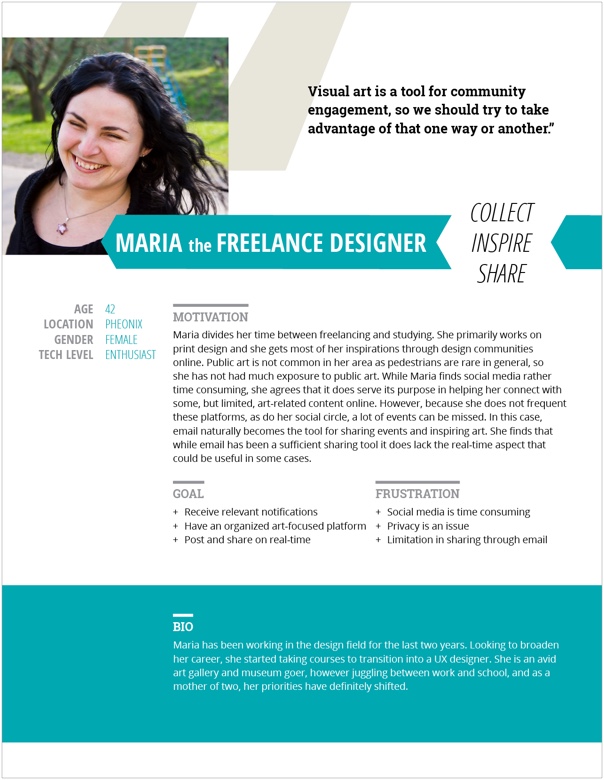 Visual art is a tool for community
engagement, so we should try to take
advantage of that one way or another.”
MARIA the FREELANCE DESIGNER
COLLECT
INSPIRE
SHARE
AGE 42
LOCATION PHEONIX
GENDER FEMALE
TECH LEVEL ENTHUSIAST
MOTIVATION
Maria divides her time between freelancing and studying. She primarily works on
print design and she gets most of her inspirations through design communities
online. Public art is not common in her area as pedestrians are rare in general, so
she has not had much exposure to public art. While Maria finds social media rather
time consuming, she agrees that it does serve its purpose in helping her connect with
some, but limited, art-related content online. However, because she does not frequent
these platforms, as do her social circle, a lot of events can be missed. In this case,
email naturally becomes the tool for sharing events and inspiring art. She finds that
while email has been a sufficient sharing tool it does lack the real-time aspect that
could be useful in some cases.
GOAL
+ Receive relevant notifications
+ Have an organized art-focused platform
+ Post and share on real-time
FRUSTRATION
+ Social media is time consuming
+ Privacy is an issue
+ Limitation in sharing through email
BIO
Maria has been working in the design field for the last two years. Looking to broaden
her career, she started taking courses to transition into a UX designer. She is an avid
art gallery and museum goer, however juggling between work and school, and as a
mother of two, her priorities have definitely shifted.